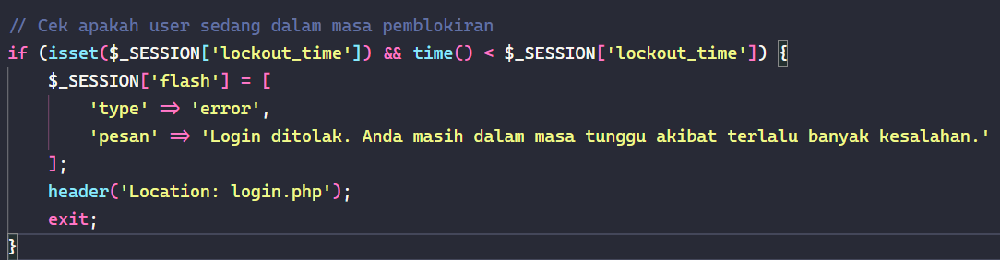 // Cek apakah user sedang dalam masa pemblokiran
if (isset($_SESSION['lockout_time']) && time() < $_SESSION['lockout_time']) {
    $_SESSION['flash'] = [
        'type' => 'error',
        'pesan' => 'Login ditolak. Anda masih dalam masa tunggu akibat terlalu banyak kesalahan.'
    ];
    header('Location: login.php');
    exit;
}